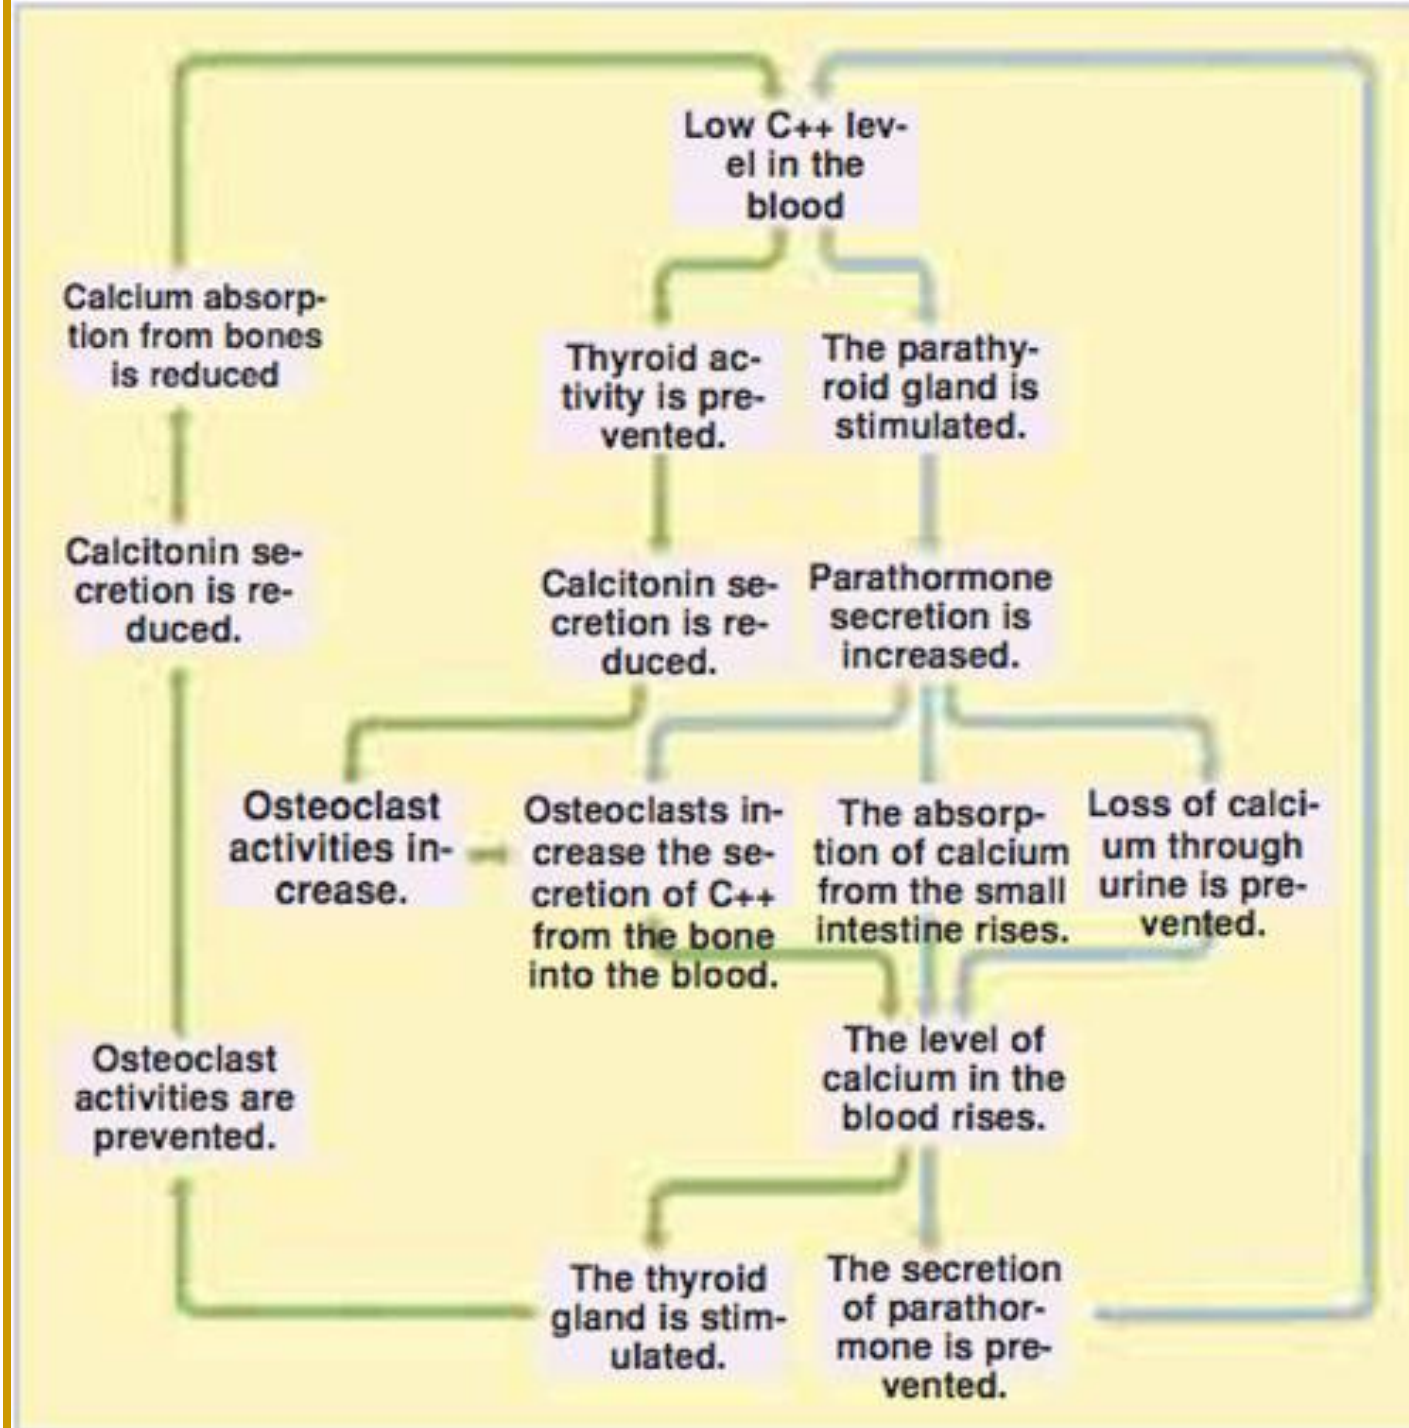 Low C++ lev-
el in the
blood
Calcium absorp-
tion from bones
is reduced
Thyroid ac-
tivity is pre-
vented.
The parathy-
roid gland is
stimulated.
Calcitonin se-
cretion is re-
duced.
Calcitonin se-
cretion is re-
duced.
Parathormone
secretion is
increased.
Osteoclast
activities in-
crease.
Osteoclasts in-
crease the se-
cretion of C++
from the bone
into the blood.
The absorp-
tion of calcium
from the small
intestine rises.
Loss of calci-
um through
urine is pre-
vented.
Osteoclast
activities are
prevented.
The level of
calcium in the
blood rises.
The thyroid
gland is stim-
ulated.
The secretion
of parathor-
mone is pre-
vented.